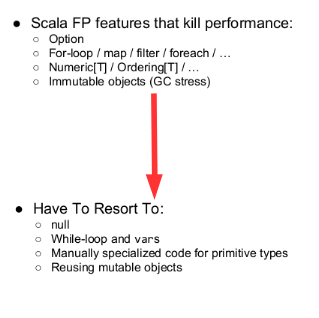 ● Scala FP features that kill performance:
○ Option
○ For-loop / map / filter / foreach / ...
○ Numeric[T] / Ordering[T] / ...
○ Immutable objects (GC stress)
● Have To Resort To:
○ null
○ While-loop and vars
○ Manually specialized code for primitive types
○ Reusing mutable objects